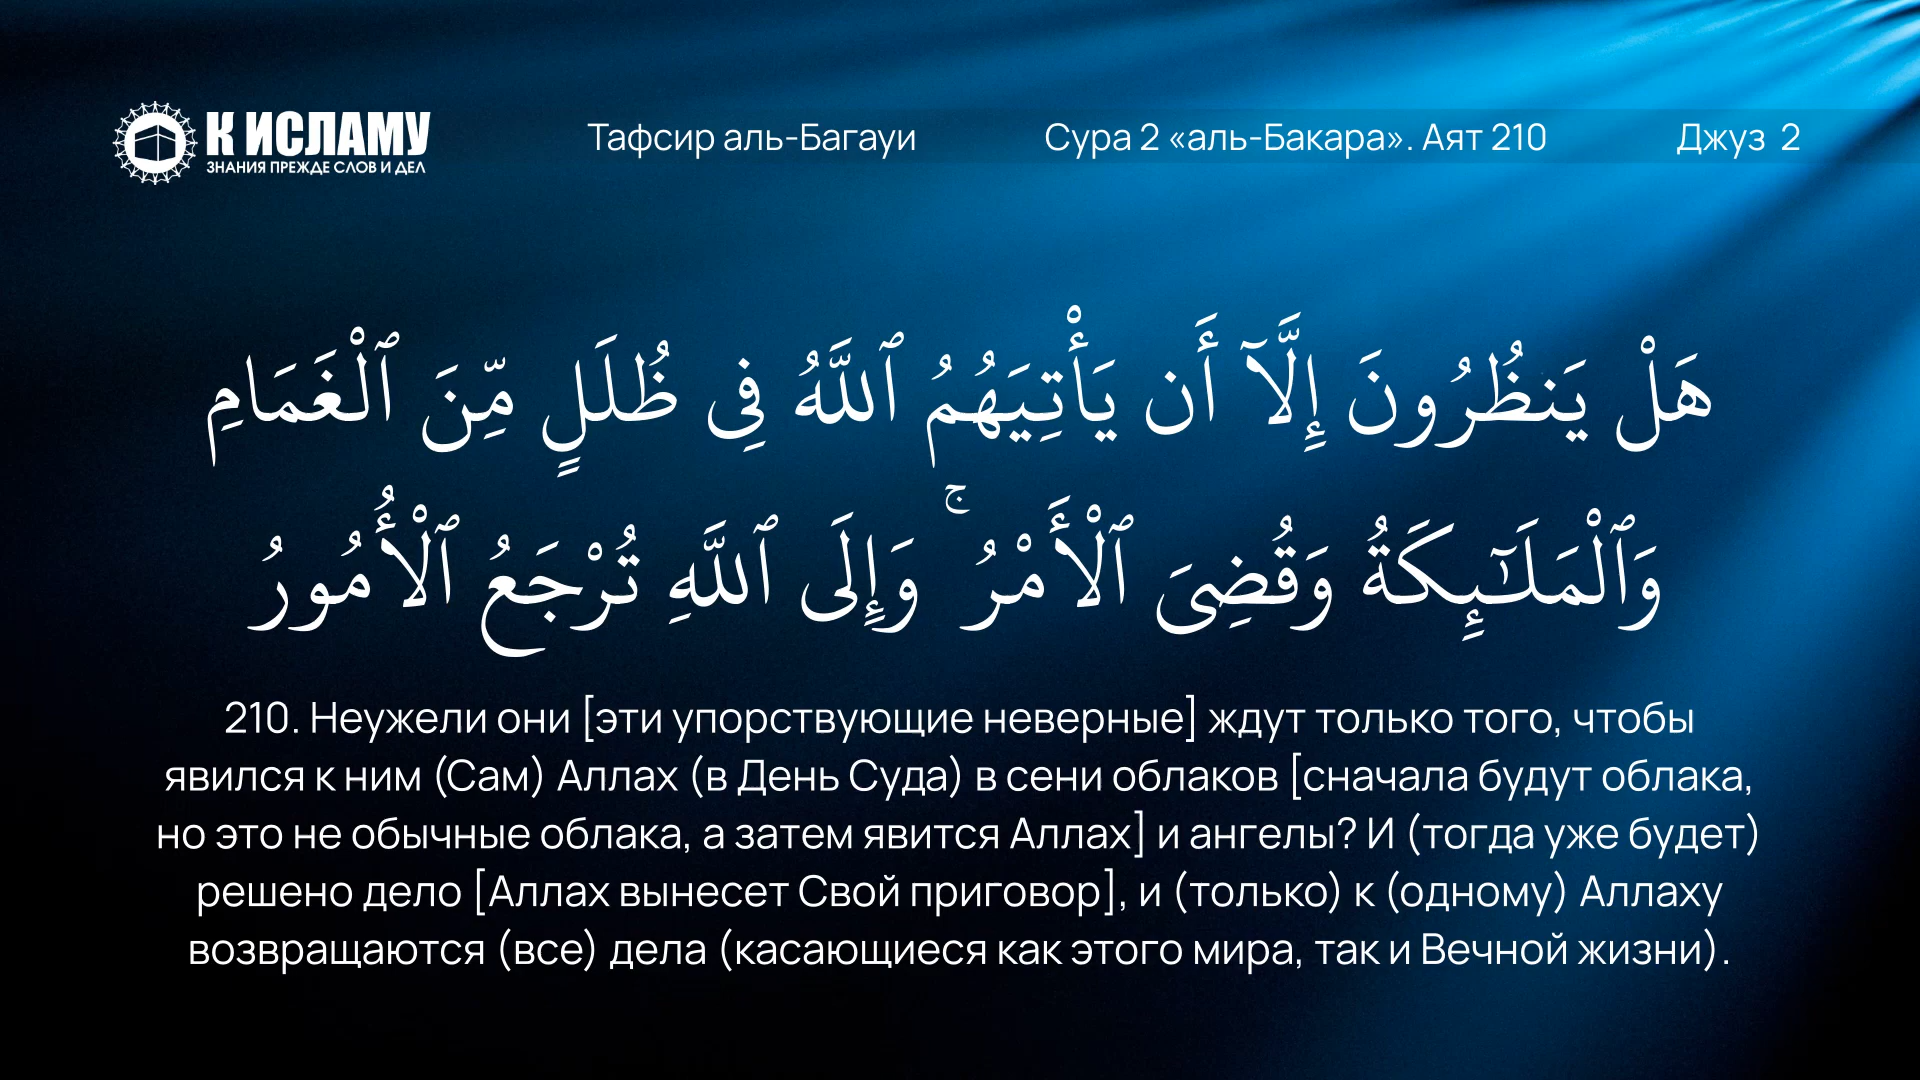 К ИСЛАМУ
ЗНАНИЯ ПРЕЖДЕ СЛОВ И ДЕЛ
Тафсир аль-Багауи
Сура 2 «аль-Бакара». Аят 210
Джуз 2
هَلْ يَنظُرُونَ إِلَّآ أَن يَأْتِيَهُمُ ٱللَّهُ فِى ظُلَلٍ مِّنَ ٱلْغَمَامِ
وَٱلْمَلَـٰٓئِكَةُ وَقُضِىَ ٱلْأَمْرُ ۚ وَإِلَى ٱللَّهِ تُرْجَعُ ٱلْأُمُورُ
210. Неужели они [эти упорствующие неверные] ждут только того, чтобы
явился к ним (Сам) Аллах (в День Суда) в сени облаков [сначала будут облака,
но это не обычные облака, а затем явится Аллах] и ангелы? И (тогда уже будет)
решено дело [Аллах вынесет Свой приговор], и (только) к (одному) Аллаху
возвращаются (все) дела (касающиеся как этого мира, так и Вечной жизни).